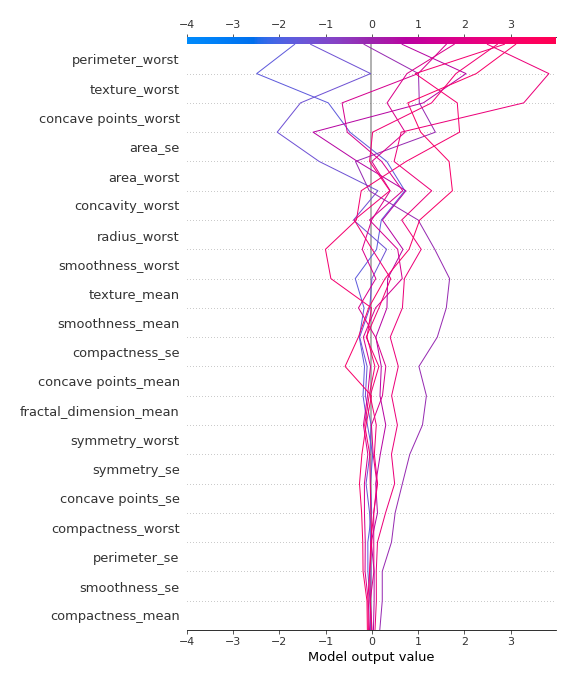 −4 −3 −2 −1 0 1 2 3
perimeter_worst
texture_worst
concave points_worst
area_se
area_worst
concavity_worst
radius_worst
smoothness_worst
texture_mean
smoothness_mean
compactness_se
concave points_mean
fractal_dimension_mean
symmetry_worst
symmetry_se
concave points_se
compactness_worst
perimeter_se
smoothness_se
compactness_mean
−4 −3 −2 −1 0 1 2 3
Model output value